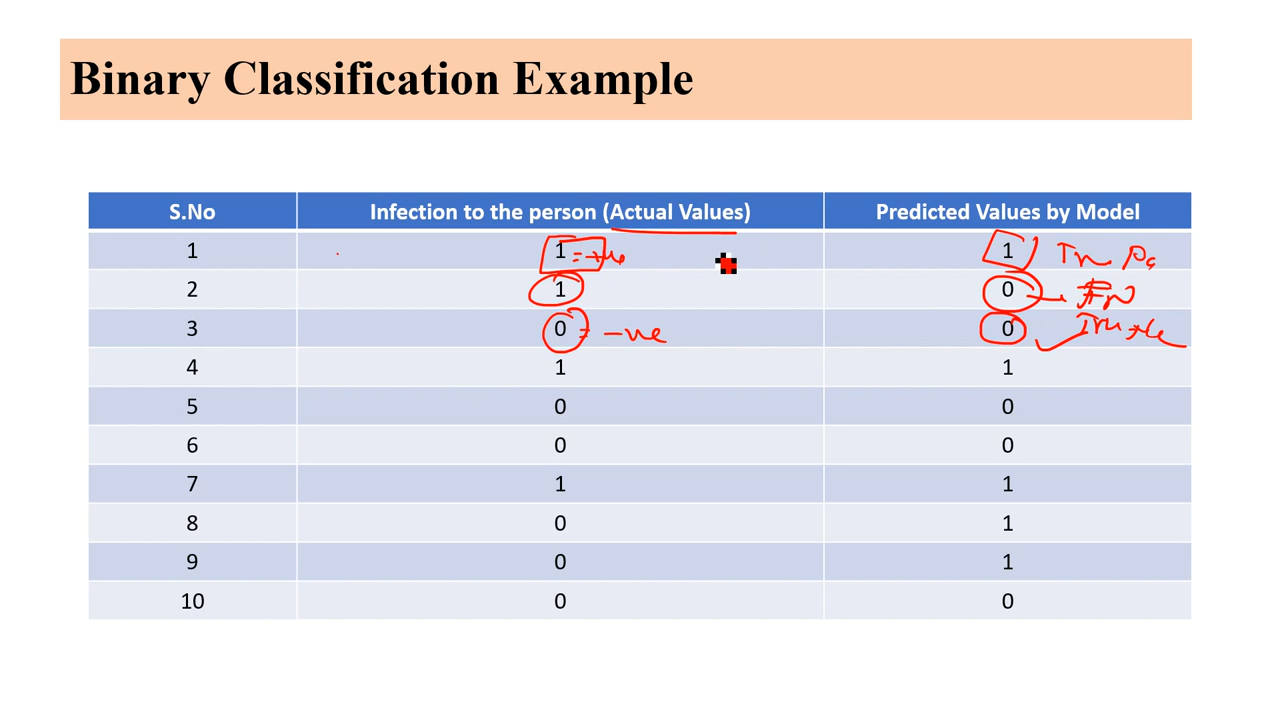 Binary Classification Example
S.No Infection to the person (Actual Values) Predicted Values by Model
1 1 = +ve 1
2 1 0 FN
3 0 = -ve 0
4 1 1
5 0 0
6 0 0
7 1 1
8 0 1
9 0 1
10 0 0